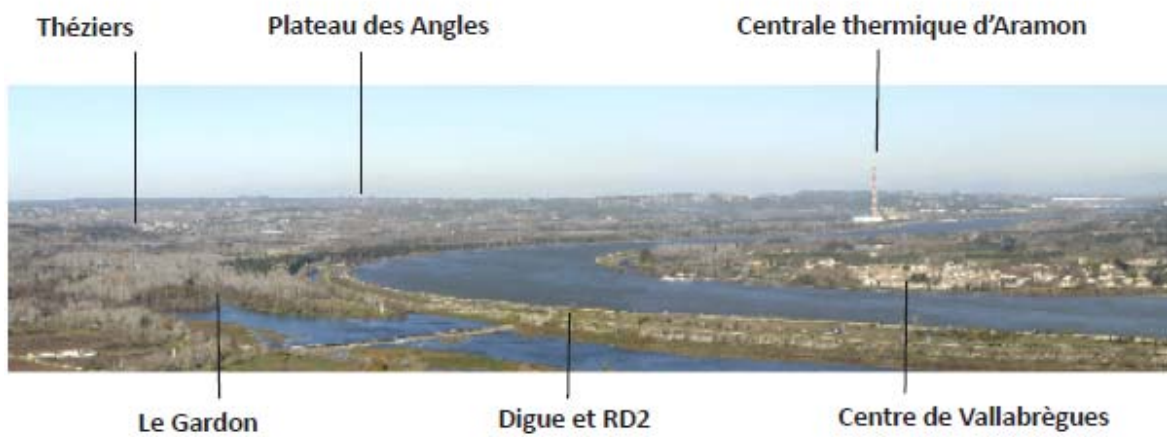 Théziers
Plateau des Angles
Centrale thermique d'Aramon
Le Gardon
Digue et RD2
Centre de Vallabrègues